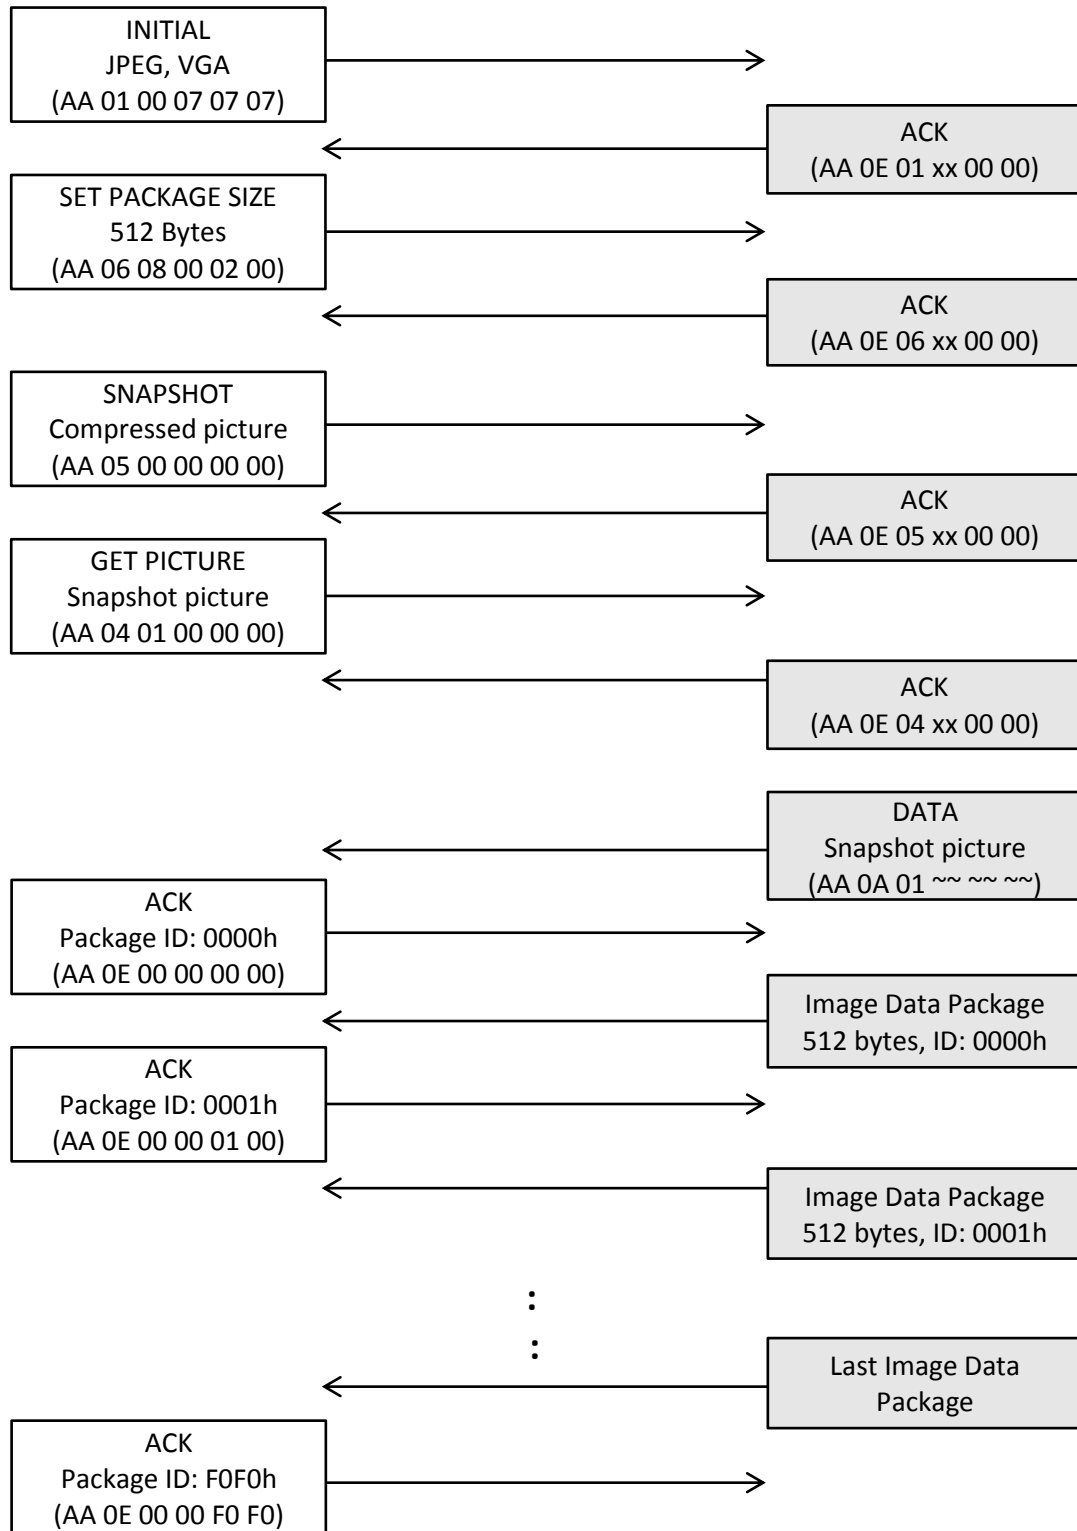 INITIAL
JPEG, VGA
(AA 01 00 07 07 07)
ACK
(AA 0E 01 xx 00 00)
SET PACKAGE SIZE
512 Bytes
(AA 06 08 00 02 00)
ACK
(AA 0E 06 xx 00 00)
SNAPSHOT
Compressed picture
(AA 05 00 00 00 00)
ACK
(AA 0E 05 xx 00 00)
GET PICTURE
Snapshot picture
(AA 04 01 00 00 00)
ACK
(AA 0E 04 xx 00 00)
DATA
Snapshot picture
(AA 0A 01 ~~ ~~ ~~)
ACK
Package ID: 0000h
(AA 0E 00 00 00 00)
Image Data Package
512 bytes, ID: 0000h
ACK
Package ID: 0001h
(AA 0E 00 00 01 00)
Image Data Package
512 bytes, ID: 0001h
:
:
Last Image Data
Package
ACK
Package ID: F0F0h
(AA 0E 00 00 F0 F0)